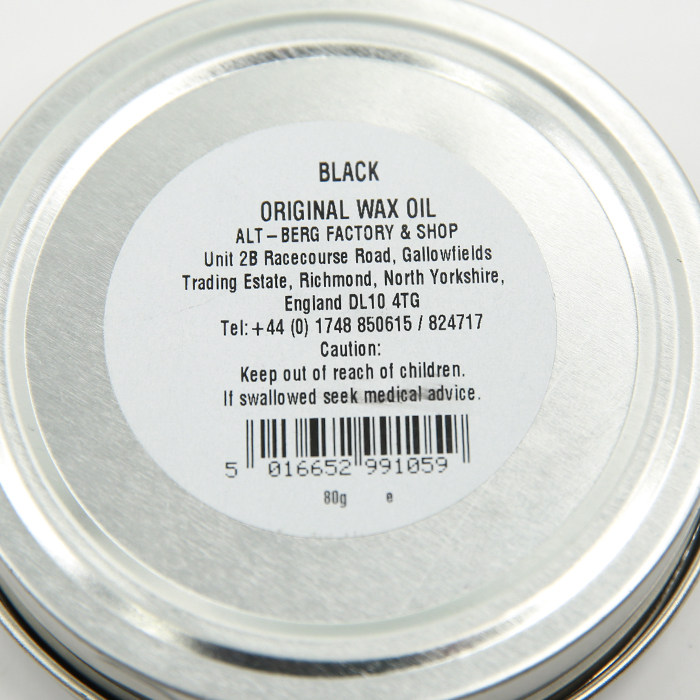 BLACK
ORIGINAL WAX OIL
ALT – BERG FACTORY & SHOP
Unit 2B Racecourse Road, Gallowfields
Trading Estate, Richmond, North Yorkshire,
England DL10 4TG
Tel:+44 (0) 1748 850615 / 824717
Caution:
Keep out of reach of children.
If swallowed seek medical advice.
5 016652 991059
80g e